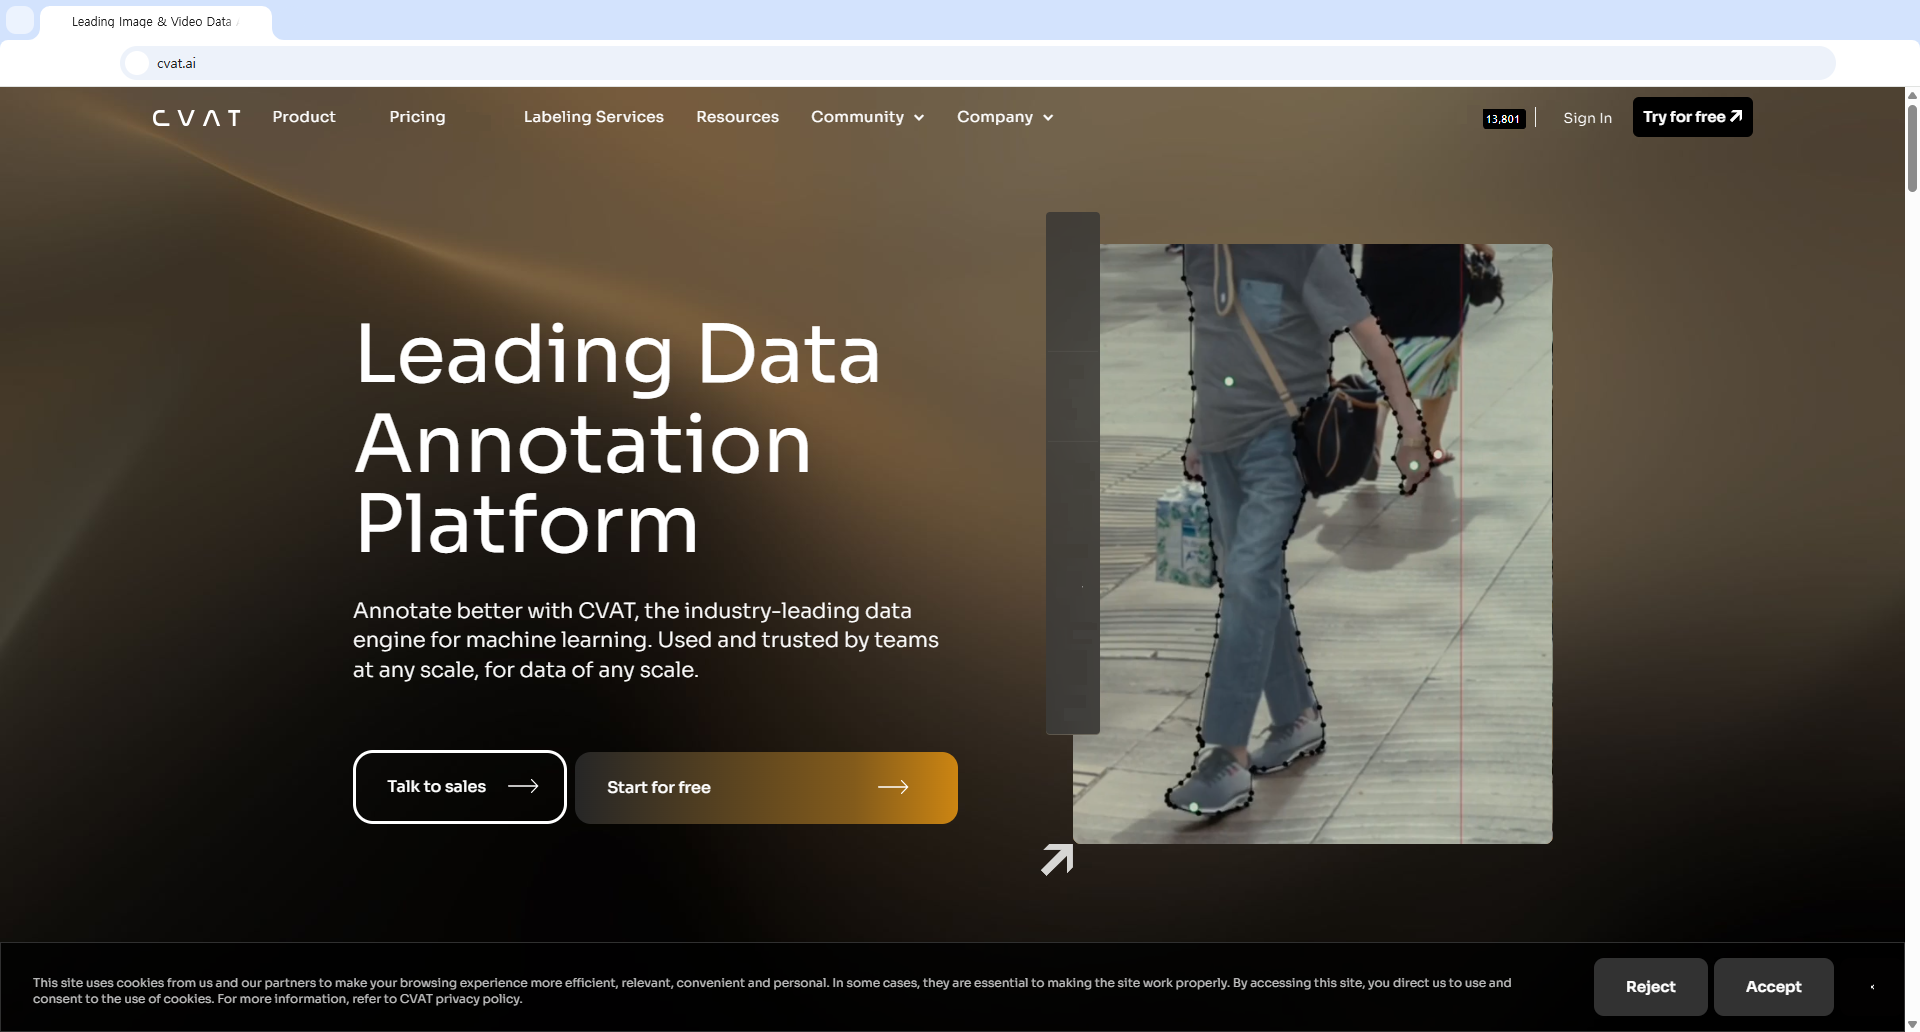 Leading Image & Video Data
cvat.ai
CVAT
Product
Pricing
Labeling Services
Resources
Community
Company
13,801
Sign In
Try for free
Leading Data
Annotation
Platform
Annotate better with CVAT, the industry-leading data
engine for machine learning. Used and trusted by teams
at any scale, for data of any scale.
Talk to sales
Start for free
This site uses cookies from us and our partners to make your browsing experience more efficient, relevant, convenient and personal. In some cases, they are essential to making the site work properly. By accessing this site, you direct us to use and
consent to the use of cookies. For more information, refer to CVAT privacy policy.
Reject
Accept